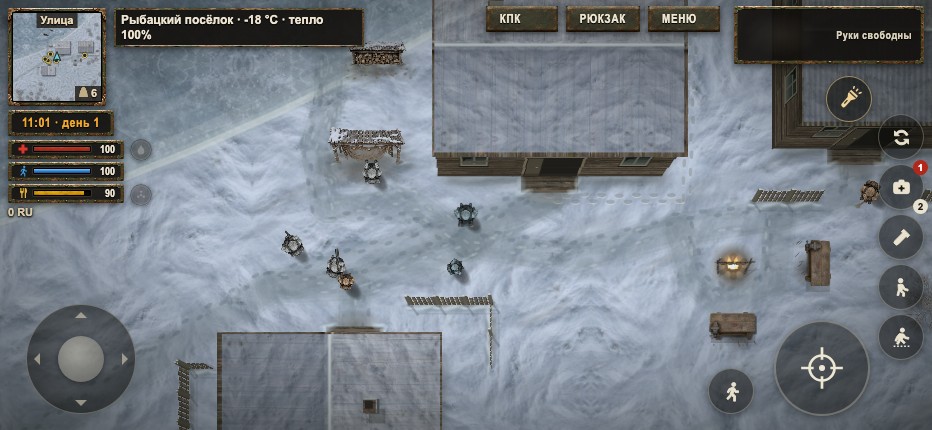 Улица
6
11:01 · день 1
100
100
90
0 RU
Рыбацкий посёлок · -18 °C · тепло
100%
КПК
РЮКЗАК
МЕНЮ
Руки свободны
1
2